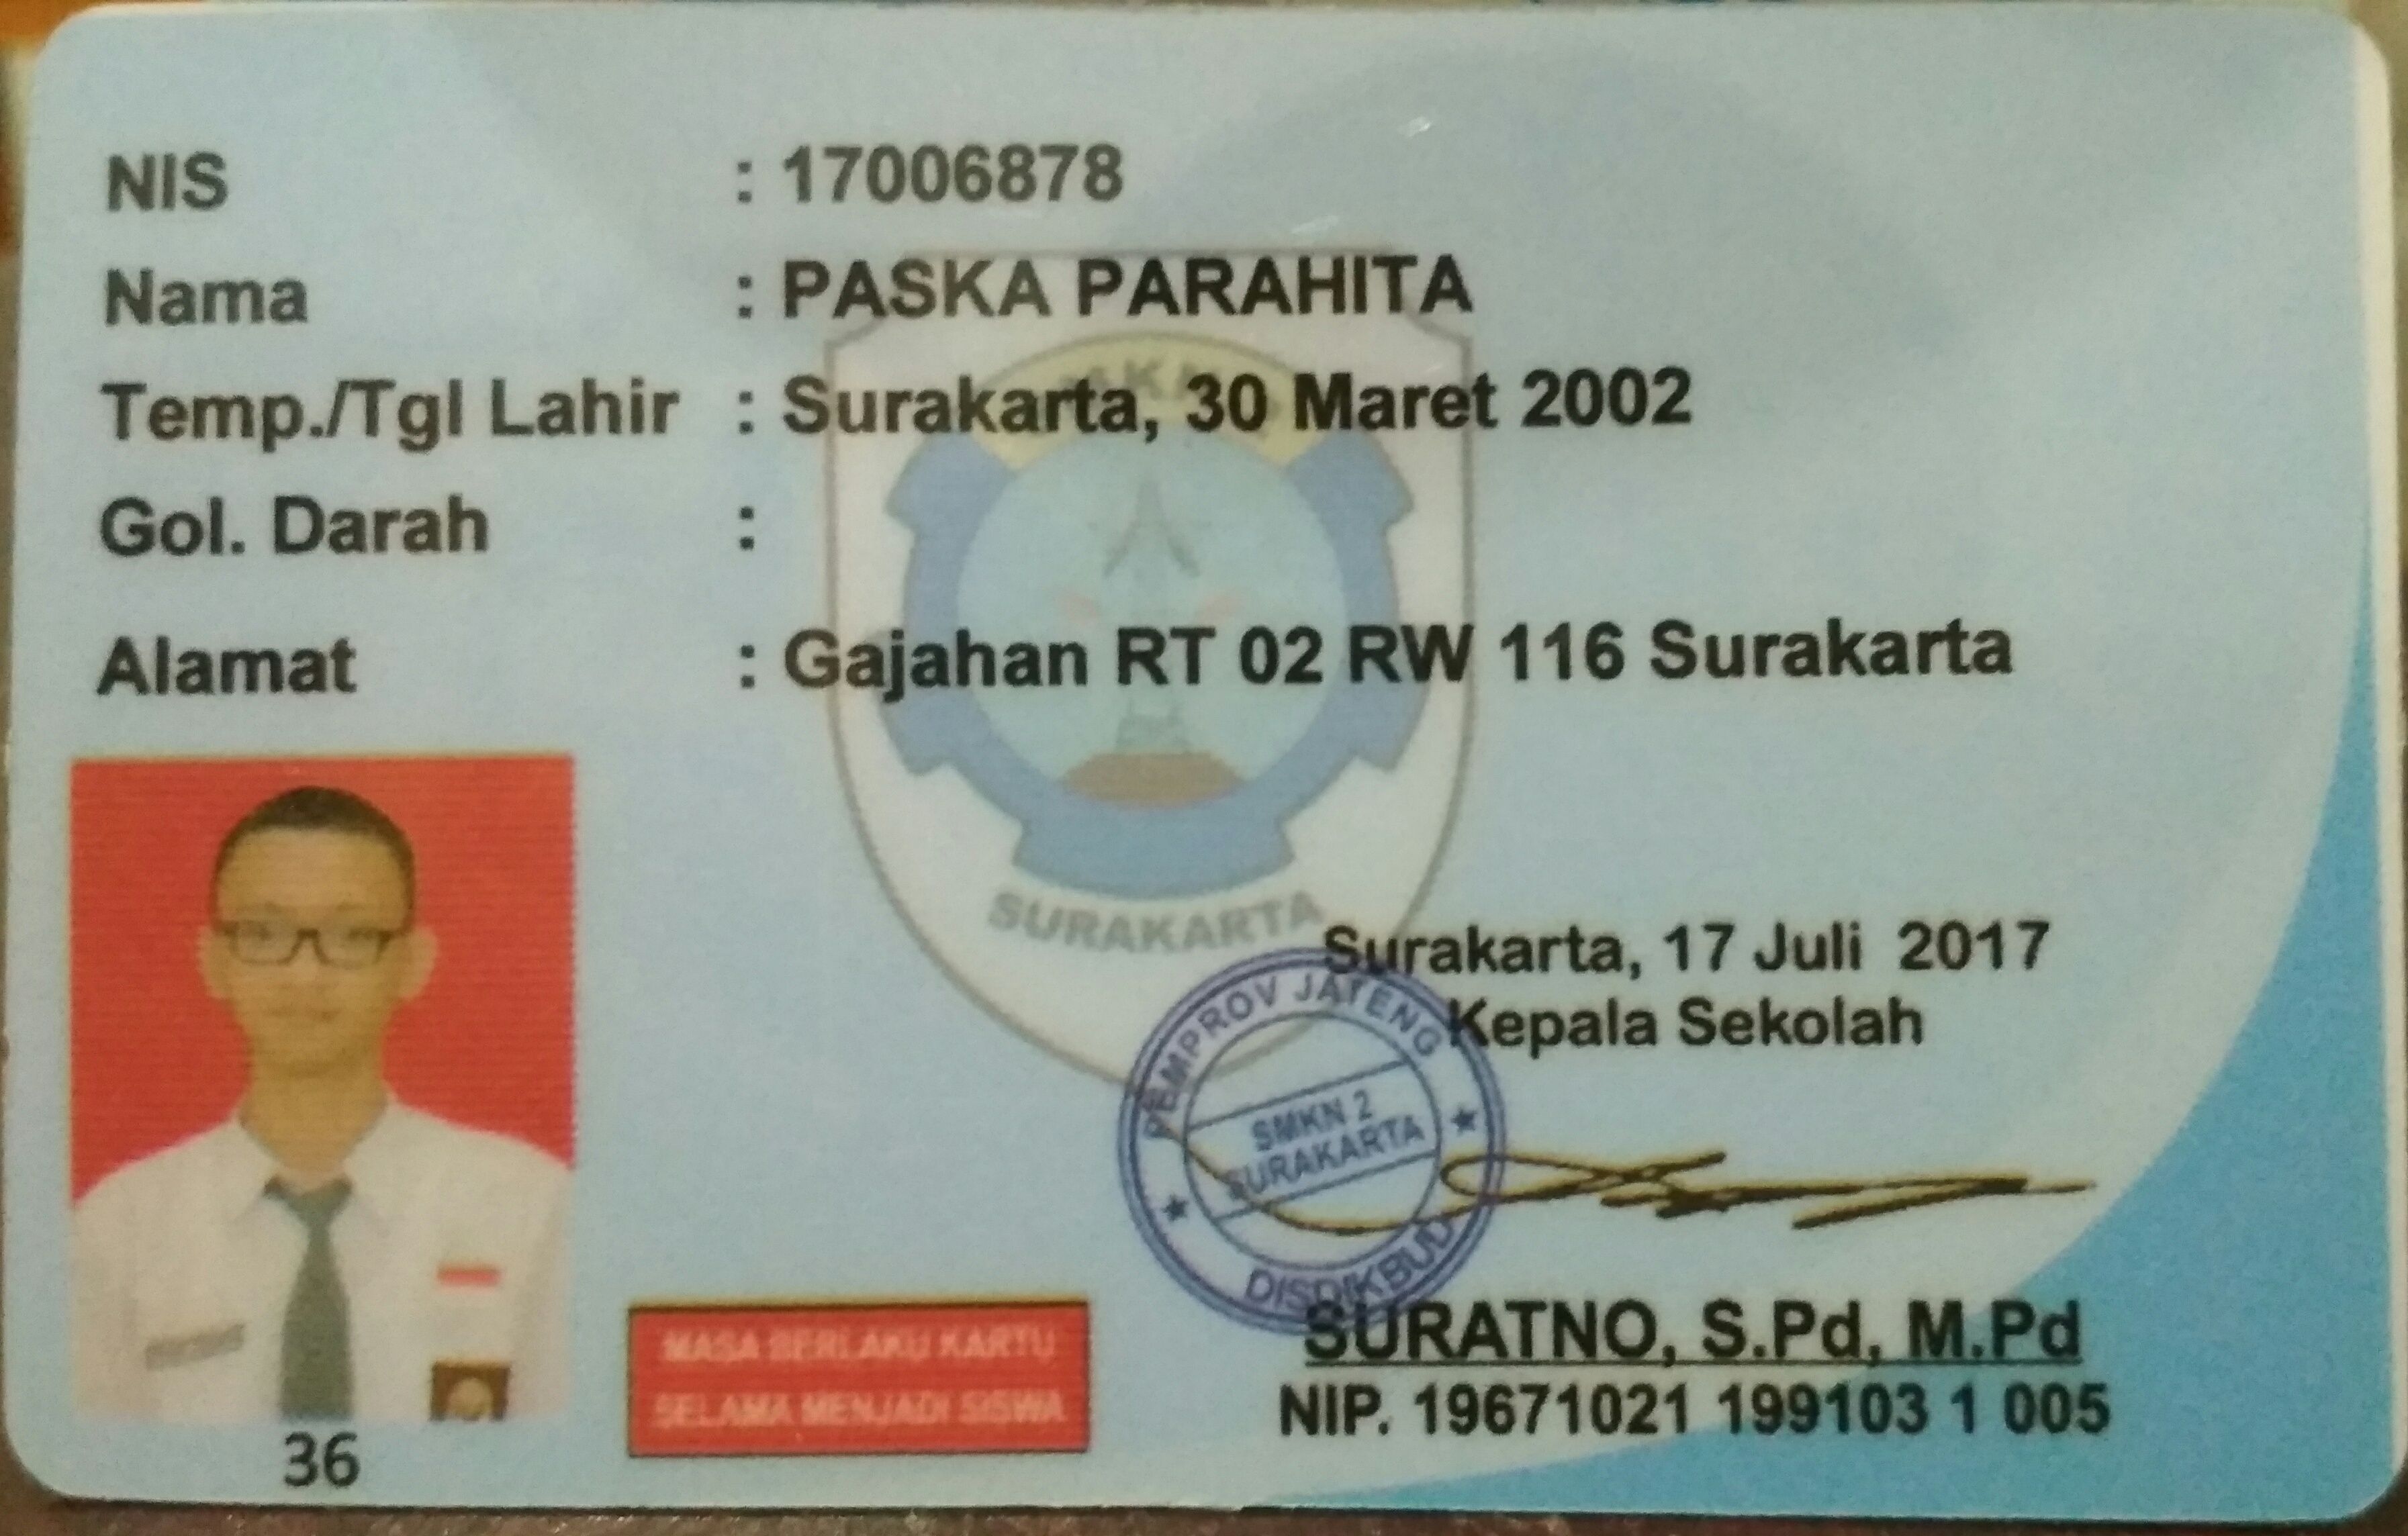 NIS : 17006878
Nama : PASKA PARAHITA
Temp./Tgl Lahir : Surakarta, 30 Maret 2002
Gol. Darah :
Alamat : Gajahan RT 02 RW 116 Surakarta
SURAKARTA
Surakarta, 17 Juli 2017
Kepala Sekolah
PEMPROV JATENG
SMKN 2
SURAKARTA
DISDIKBUD
SURATNO, S.Pd, M.Pd
NIP. 19671021 199103 1 005
MASA BERLAKU KARTU
SELAMA MENJADI SISWA
36